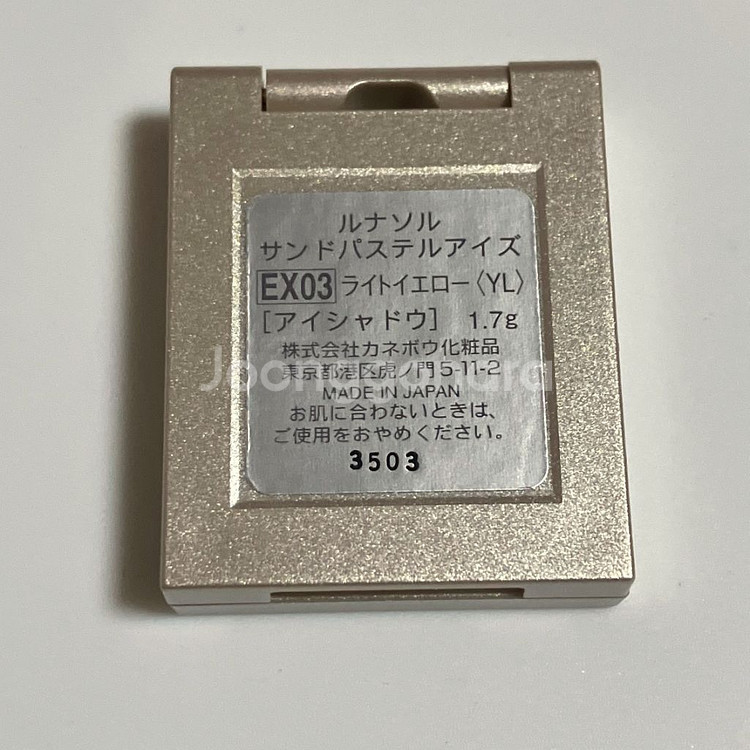 ルナソル
サンドパステルアイズ
EX03 ライトイエロー〈YL〉
[アイシャドウ] 1.7g
株式会社カネボウ化粧品
東京都港区虎ノ門5-11-2
Joonggonara
MADE IN JAPAN
お肌に合わないときは、
ご使用をおやめください。
3503